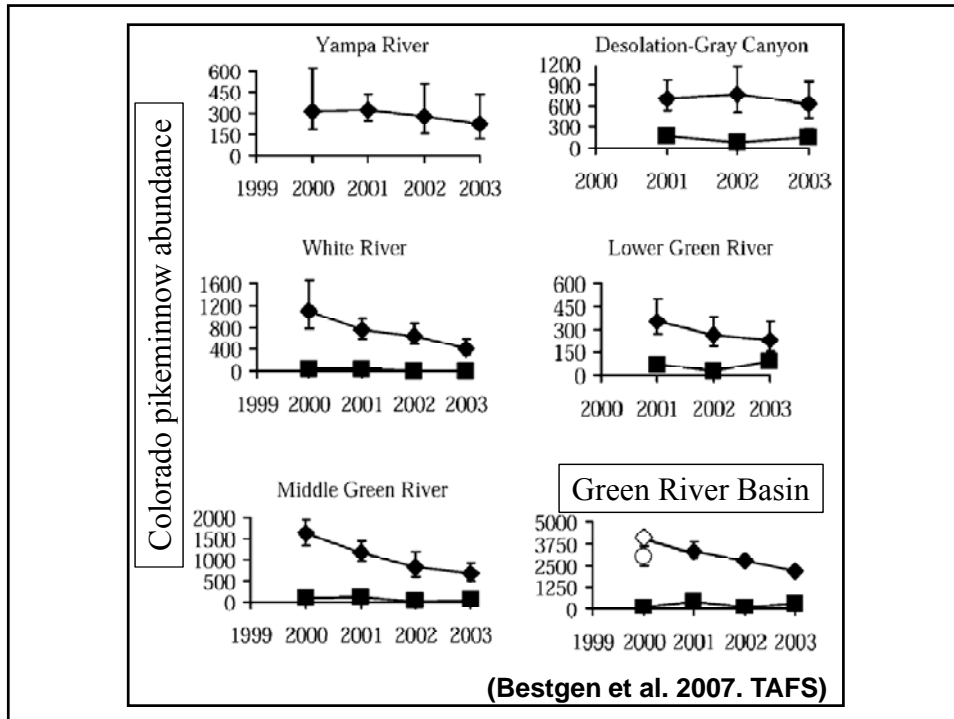 Colorado pikeminnow abundance
Yampa River
600
450
300
150
0
1999 2000 2001 2002 2003
Desolation-Gray Canyon
1200
900
600
300
0
2000 2001 2002 2003
White River
1600
1200
800
400
0
1999 2000 2001 2002 2003
Lower Green River
600
450
300
150
0
2000 2001 2002 2003
Middle Green River
2000
1500
1000
500
0
1999 2000 2001 2002 2003
Green River Basin
5000
3750
2500
1250
0
1999 2000 2001 2002 2003
(Bestgen et al. 2007. TAFS)